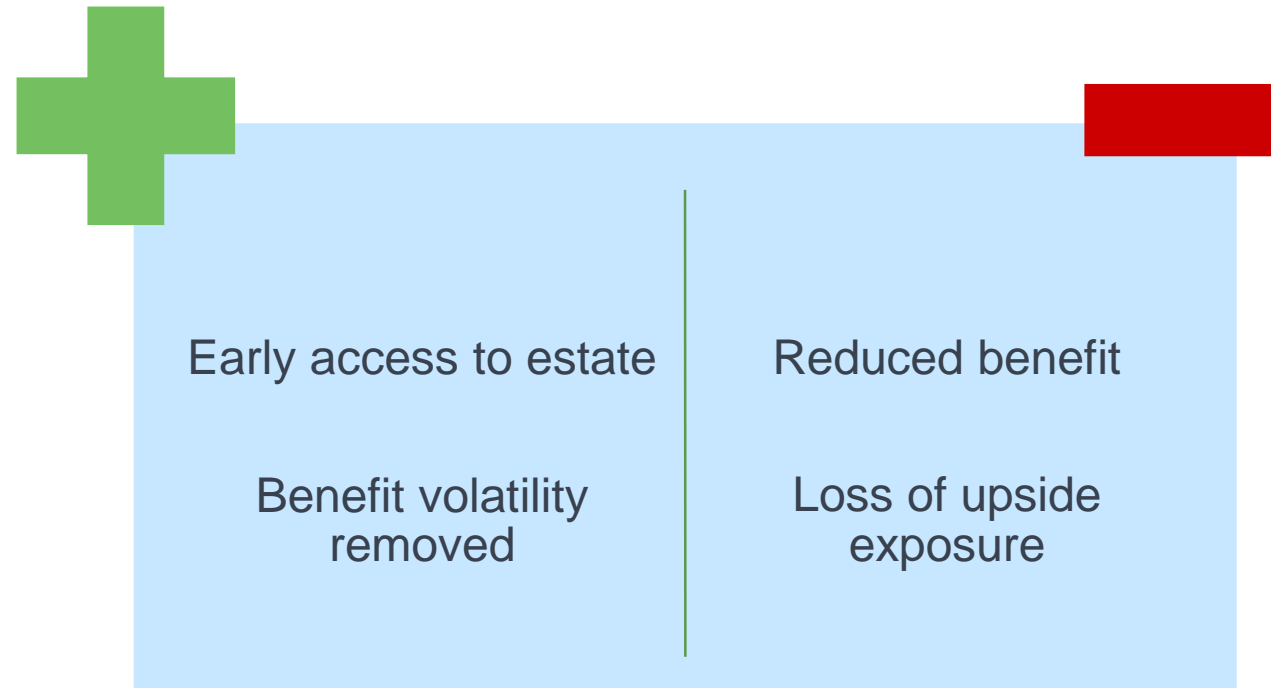 Early access to estate
Benefit volatility
removed
Reduced benefit
Loss of upside
exposure